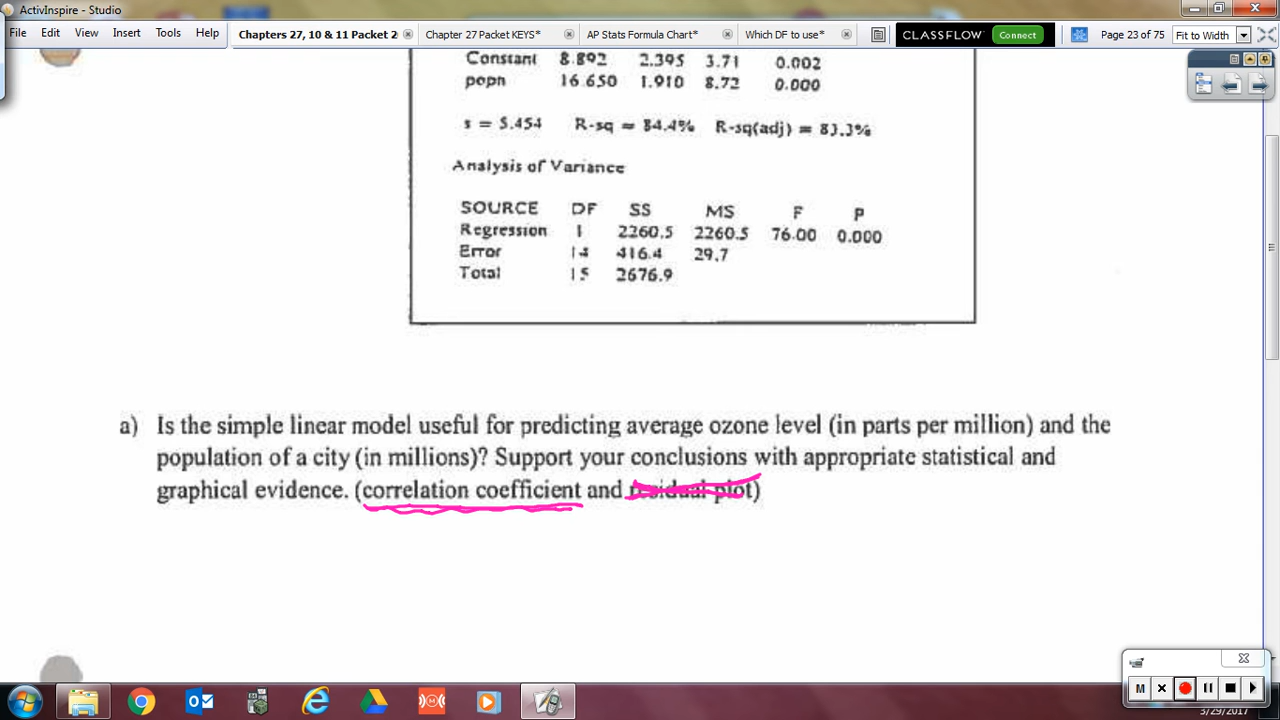 ActivInspire - Studio
File Edit View Insert Tools Help Chapters 27, 10 & 11 Packet 2 Chapter 27 Packet KEYS* AP Stats Formula Chart* Which DF to use* CLASSFLOW Connect Page 23 of 75 Fit to Width
Constant 8.892 2.395 3.71 0.002
popn 16.650 1.910 8.72 0.000
s = 5.454 R-sq = 84.4% R-sq(adj) = 83.3%
Analysis of Variance
SOURCE DF SS MS F P
Regression 1 2260.5 2260.5 76.00 0.000
Error 14 416.4 29.7
Total 15 2676.9
a) Is the simple linear model useful for predicting average ozone level (in parts per million) and the
population of a city (in millions)? Support your conclusions with appropriate statistical and
graphical evidence. (correlation coefficient and residual plot)
M
3/29/2017